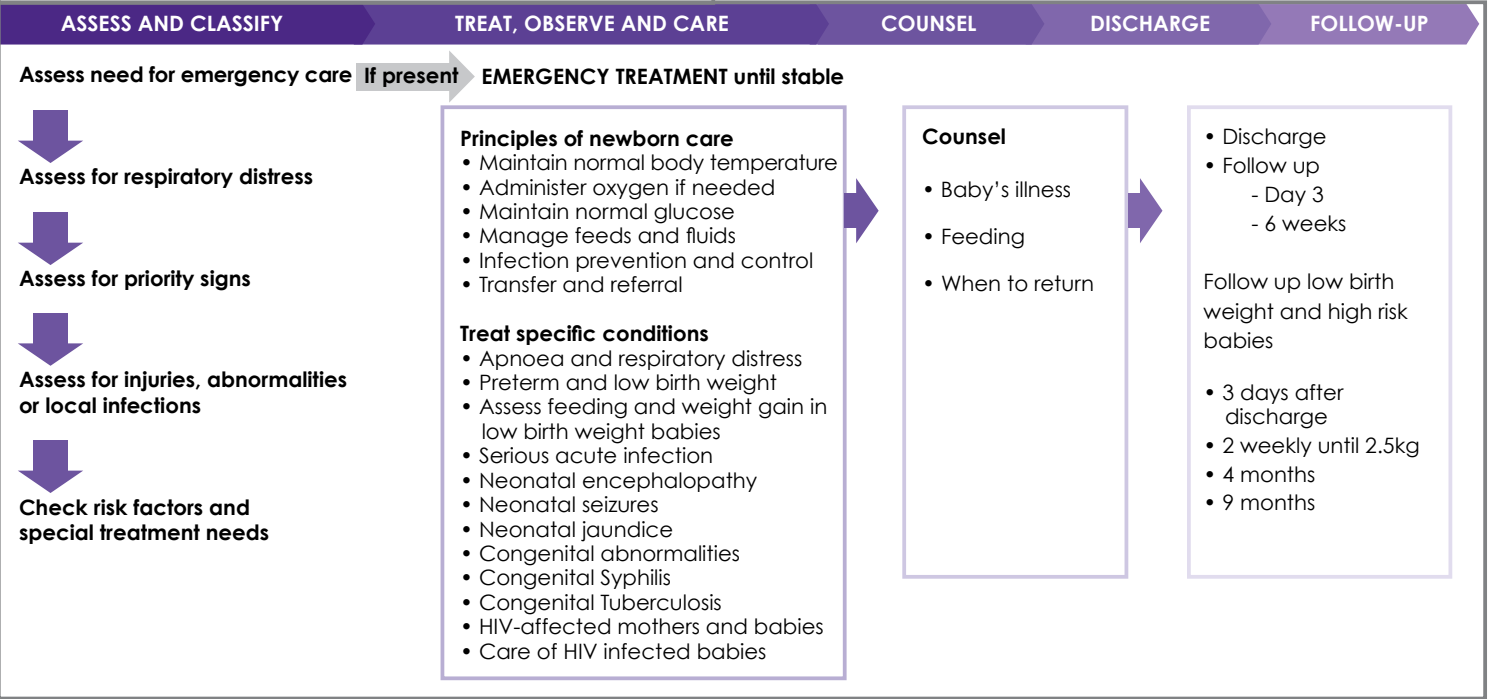 ASSESS AND CLASSIFY
TREAT, OBSERVE AND CARE
COUNSEL
DISCHARGE
FOLLOW-UP
Assess need for emergency care
If present
EMERGENCY TREATMENT until stable
Assess for respiratory distress
Assess for priority signs
Assess for injuries, abnormalities
or local infections
Check risk factors and
special treatment needs
Principles of newborn care
• Maintain normal body temperature
• Administer oxygen if needed
• Maintain normal glucose
• Manage feeds and fluids
• Infection prevention and control
• Transfer and referral
Treat specific conditions
• Apnoea and respiratory distress
• Preterm and low birth weight
• Assess feeding and weight gain in
low birth weight babies
• Serious acute infection
• Neonatal encephalopathy
• Neonatal seizures
• Neonatal jaundice
• Congenital abnormalities
• Congenital Syphilis
• Congenital Tuberculosis
• HIV-affected mothers and babies
• Care of HIV infected babies
Counsel
• Baby’s illness
• Feeding
• When to return
• Discharge
• Follow up
- Day 3
- 6 weeks
Follow up low birth
weight and high risk
babies
• 3 days after
discharge
• 2 weekly until 2.5kg
• 4 months
• 9 months